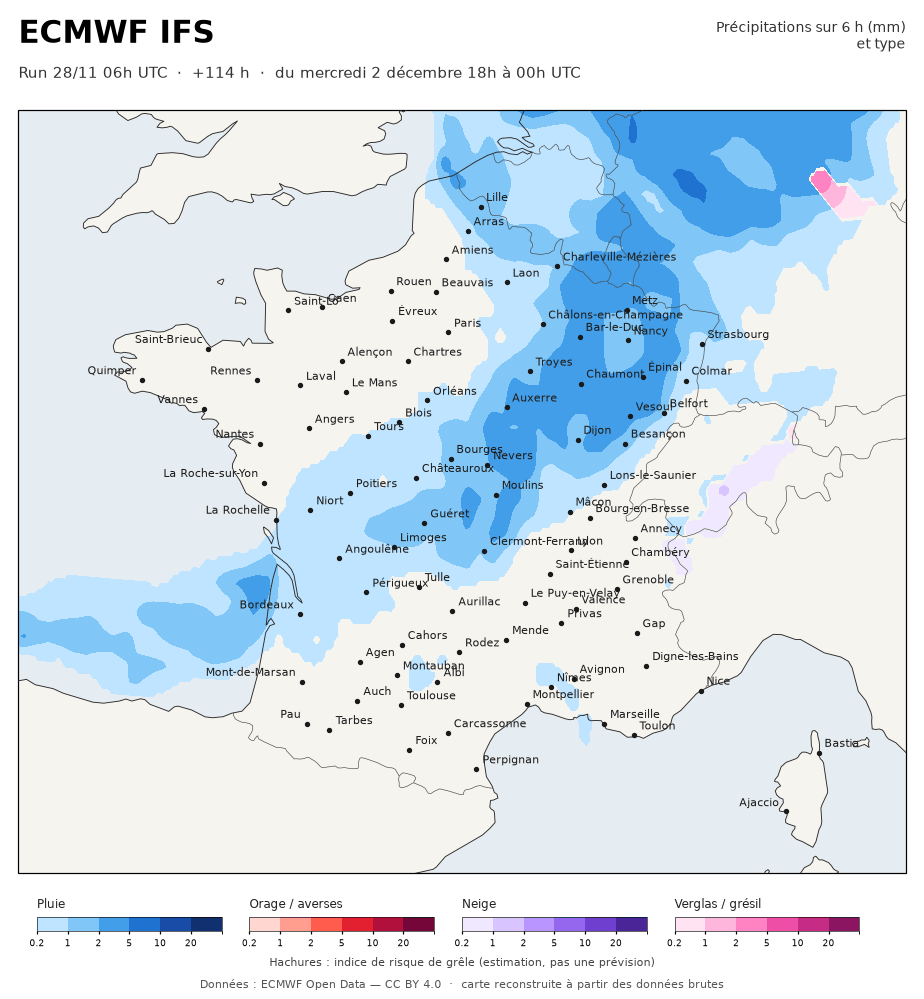 ECMWF IFS
Précipitations sur 6 h (mm)
et type
Run 28/11 06h UTC · +114 h · du mercredi 2 décembre 18h à 00h UTC
Lille
Arras
Amiens
Charleville-Mézières
Laon
Rouen
Beauvais
Saint-Lô
Caen
Metz
Châlons-en-Champagne
Évreux
Paris
Bar-le-Duc
Nancy
Strasbourg
Saint-Brieuc
Alençon
Chartres
Troyes
Quimper
Rennes
Laval
Le Mans
Chaumont
Épinal
Colmar
Orléans
Auxerre
Vannes
Blois
Vesoul
Belfort
Angers
Tours
Dijon
Besançon
Nantes
Bourges
Nevers
La Roche-sur-Yon
Châteauroux
Lons-le-Saunier
Poitiers
Moulins
Niort
La Rochelle
Guéret
Mâcon
Bourg-en-Bresse
Annecy
Limoges
Angoulême
Clermont-Ferrand
Lyon
Chambéry
Saint-Étienne
Périgueux
Tulle
Grenoble
Bordeaux
Aurillac
Le Puy-en-Velay
Valence
Privas
Cahors
Rodez
Mende
Gap
Agen
Digne-les-Bains
Mont-de-Marsan
Montauban
Albi
Nîmes
Avignon
Nice
Auch
Toulouse
Montpellier
Pau
Tarbes
Carcassonne
Marseille
Toulon
Foix
Perpignan
Bastia
Ajaccio
Pluie
0.2 1 2 5 10 20
Orage / averses
0.2 1 2 5 10 20
Neige
0.2 1 2 5 10 20
Verglas / grésil
0.2 1 2 5 10 20
Hachures : indice de risque de grêle (estimation, pas une prévision)
Données : ECMWF Open Data — CC BY 4.0 · carte reconstruite à partir des données brutes